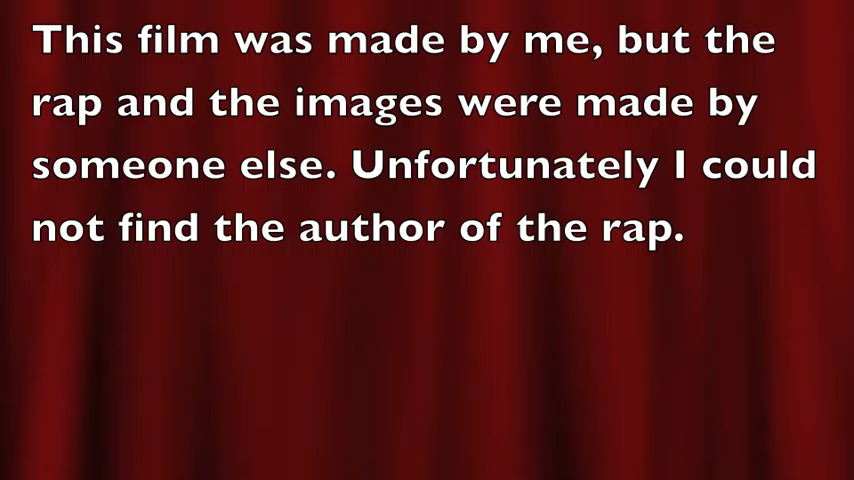 This film was made by me, but the
rap and the images were made by
someone else. Unfortunately I could
not find the author of the rap.